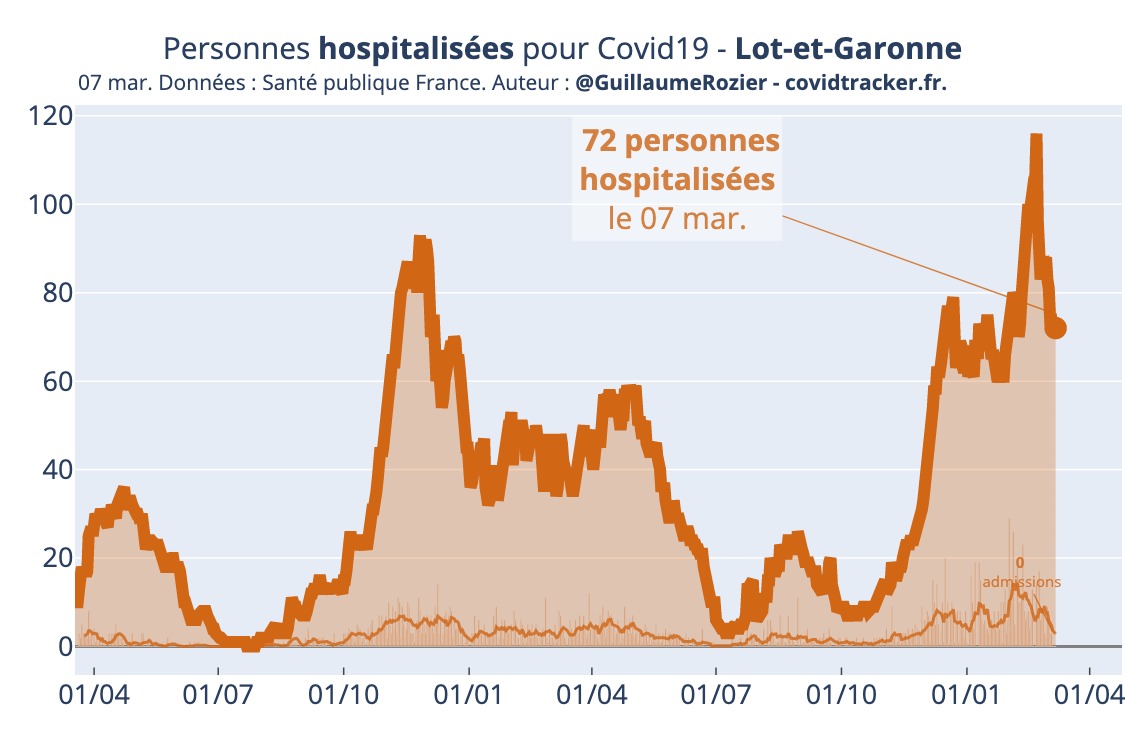 Personnes hospitalisées pour Covid19 - Lot-et-Garonne
07 mar. Données : Santé publique France. Auteur : @GuillaumeRozier - covidtracker.fr.
120
72 personnes
hospitalisées
le 07 mar.
100
80
60
40
20
0
admissions
0
01/04 01/07 01/10 01/01 01/04 01/07 01/10 01/01 01/04